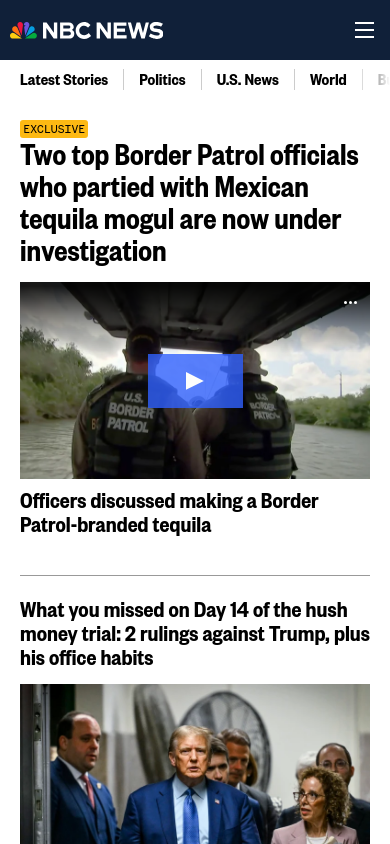 NBC NEWS
Latest Stories
Politics
U.S. News
World
EXCLUSIVE
Two top Border Patrol officials
who partied with Mexican
tequila mogul are now under
investigation
U.S.
BORDER
PATROL
U.S.
BORDER
PATROL
Officers discussed making a Border
Patrol-branded tequila
What you missed on Day 14 of the hush
money trial: 2 rulings against Trump, plus
his office habits